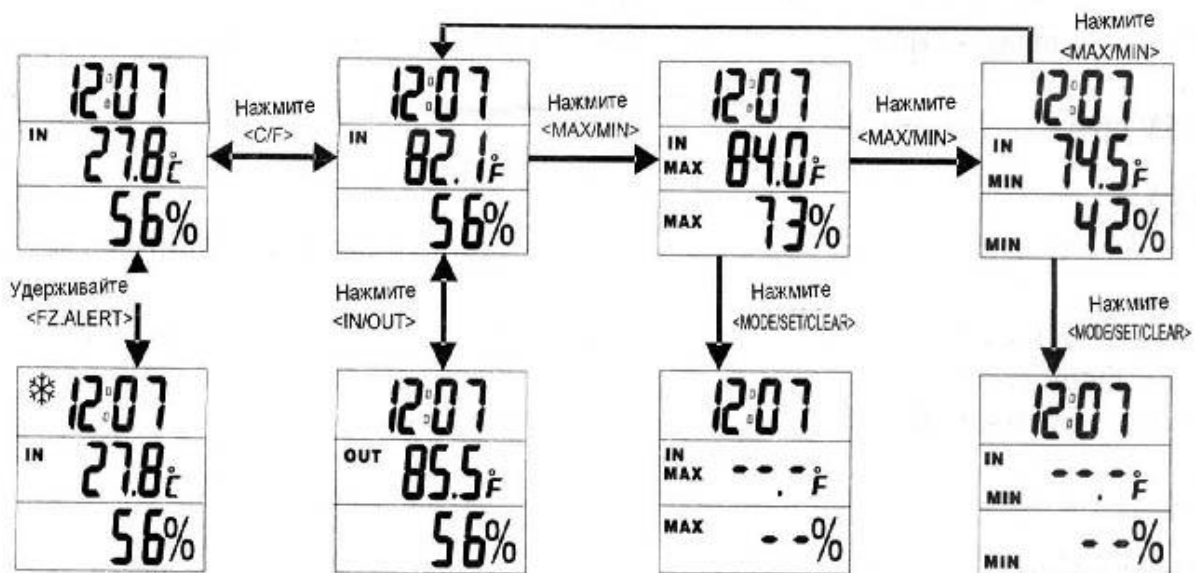 Нажмите
<MAX/MIN>
12:07
IN
27.8°C
56%
Нажмите
<C/F>
12:07
IN
82.1°F
56%
Нажмите
<MAX/MIN>
12:07
IN
MAX
84.0°F
MAX
73%
Нажмите
<MAX/MIN>
12:07
IN
MIN
74.5°F
MIN
42%
Удерживайте
<FZ.ALERT>
Нажмите
<IN/OUT>
Нажмите
<MODE/SET/CLEAR>
Нажмите
<MODE/SET/CLEAR>
12:07
IN
27.8°C
56%
12:07
OUT
85.5°F
56%
12:07
IN
MAX
--.-°F
MAX
--%
12:07
IN
MIN
--.-°F
MIN
--%